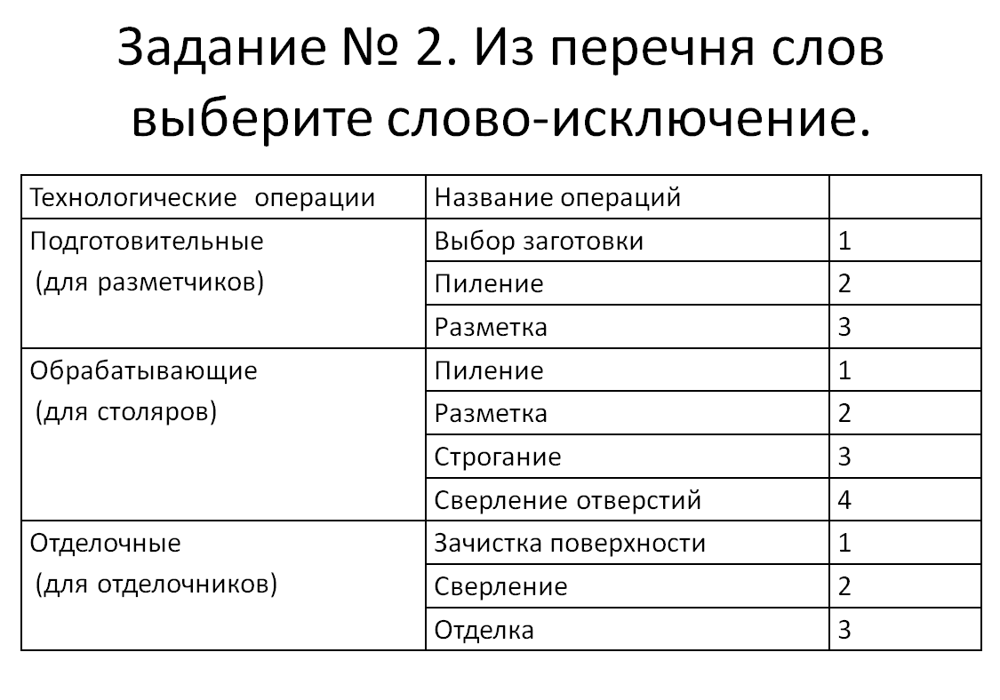 Задание № 2. Из перечня слов
выберите слово-исключение.
Технологические операции Название операций
Подготовительные Выбор заготовки 1
(для разметчиков) Пиление 2
Разметка 3
Обрабатывающие Пиление 1
(для столяров) Разметка 2
Строгание 3
Сверление отверстий 4
Отделочные Зачистка поверхности 1
(для отделочников) Сверление 2
Отделка 3